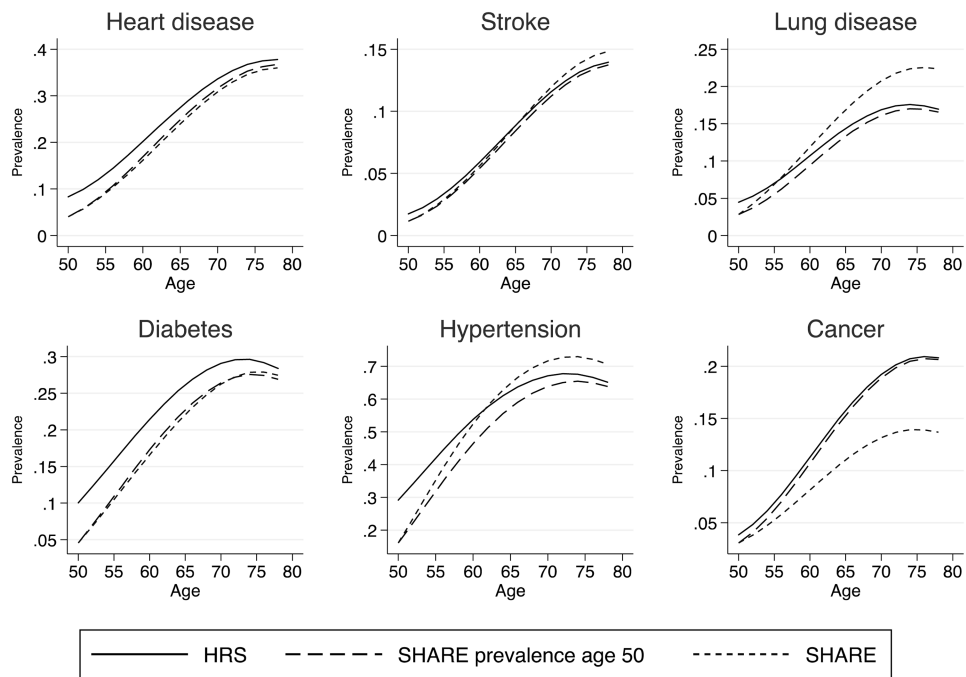 Heart disease
Stroke
Lung disease
Prevalence
.4
.3
.2
.1
0
50 55 60 65 70 75 80
Age
Prevalence
.15
.1
.05
0
50 55 60 65 70 75 80
Age
Prevalence
.25
.2
.15
.1
.05
0
50 55 60 65 70 75 80
Age
Diabetes
Hypertension
Cancer
Prevalence
.3
.25
.2
.15
.1
.05
50 55 60 65 70 75 80
Age
Prevalence
.7
.6
.5
.4
.3
.2
50 55 60 65 70 75 80
Age
Prevalence
.2
.15
.1
.05
50 55 60 65 70 75 80
Age
HRS SHARE prevalence age 50 SHARE